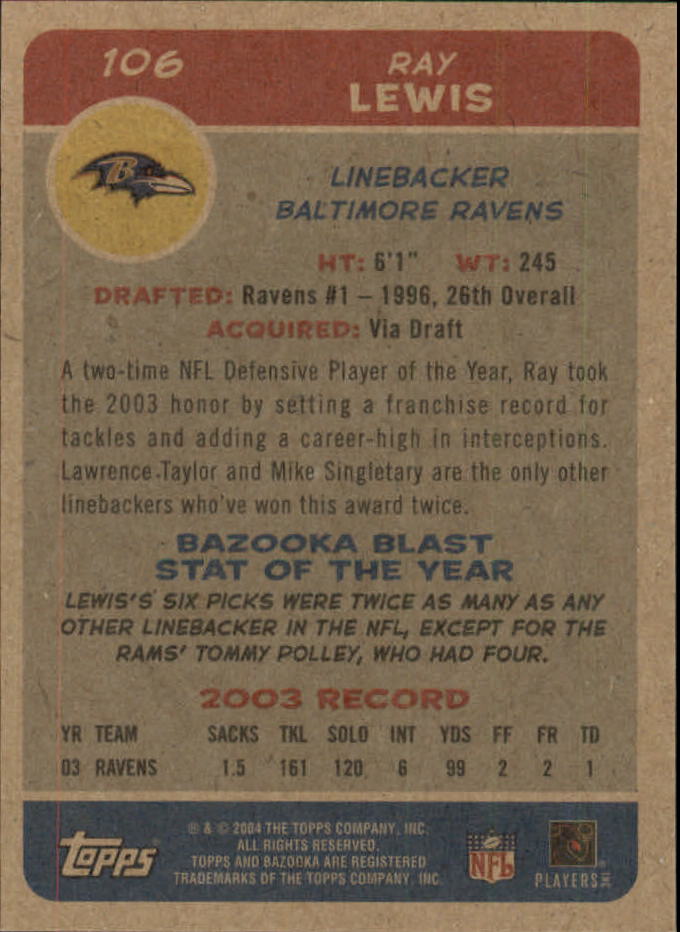 106
RAY
LEWIS
B
LINEBACKER
BALTIMORE RAVENS
HT: 6'1" WT: 245
DRAFTED: Ravens #1 – 1996, 26th Overall
ACQUIRED: Via Draft
A two-time NFL Defensive Player of the Year, Ray took
the 2003 honor by setting a franchise record for
tackles and adding a career-high in interceptions.
Lawrence Taylor and Mike Singletary are the only other
linebackers who've won this award twice.
BAZOOKA BLAST
STAT OF THE YEAR
LEWIS'S SIX PICKS WERE TWICE AS MANY AS ANY
OTHER LINEBACKER IN THE NFL, EXCEPT FOR THE
RAMS' TOMMY POLLEY, WHO HAD FOUR.
2003 RECORD
YR TEAM SACKS TKL SOLO INT YDS FF FR TD
03 RAVENS 1.5 161 120 6 99 2 2 1
topps
® & © 2004 THE TOPPS COMPANY, INC.
ALL RIGHTS RESERVED.
TOPPS AND BAZOOKA ARE REGISTERED
TRADEMARKS OF THE TOPPS COMPANY, INC.
NFL
PLAYERS INC